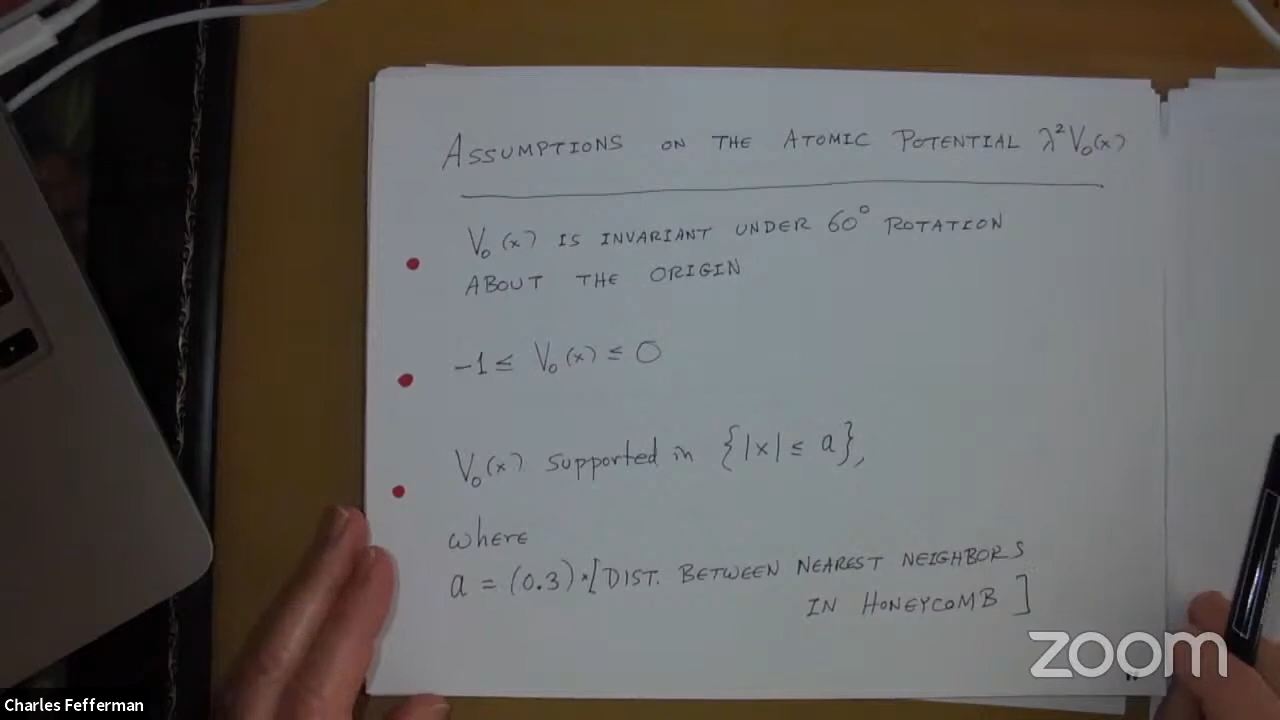 ASSUMPTIONS ON THE ATOMIC POTENTIAL λ²V₀(x)
V₀(x) IS INVARIANT UNDER 60° ROTATION
ABOUT THE ORIGIN
-1 ≤ V₀(x) ≤ 0
V₀(x) supported in {|x| ≤ a},
where
a = (0.3)·[DIST. BETWEEN NEAREST NEIGHBORS
IN HONEYCOMB]
zoom
Charles Fefferman